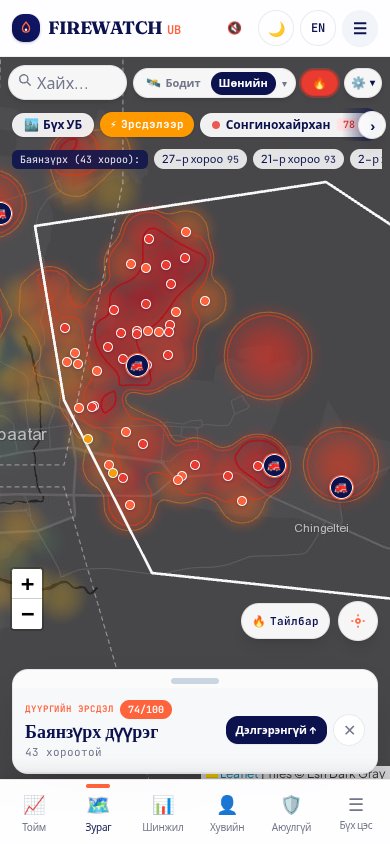 FIREWATCH UB
EN
Хайх...
Бодит
Шөнийн
Бүх УБ
Эрсдэлээр
Сонгинохайрхан 78
Баянзүрх (43 хороо):
27-р хороо 95
21-р хороо 93
2-р
baatar
Chingeltei
+
−
Тайлбар
ДҮҮРГИЙН ЭРСДЭЛ 74/100
Баянзүрх дүүрэг
43 хороотой
Дэлгэрэнгүй ↑
Leaflet | Tiles © Esri Dark Gray
Тойм
Зураг
Шинжил
Хувийн
Аюулгүй
Бүх цэс